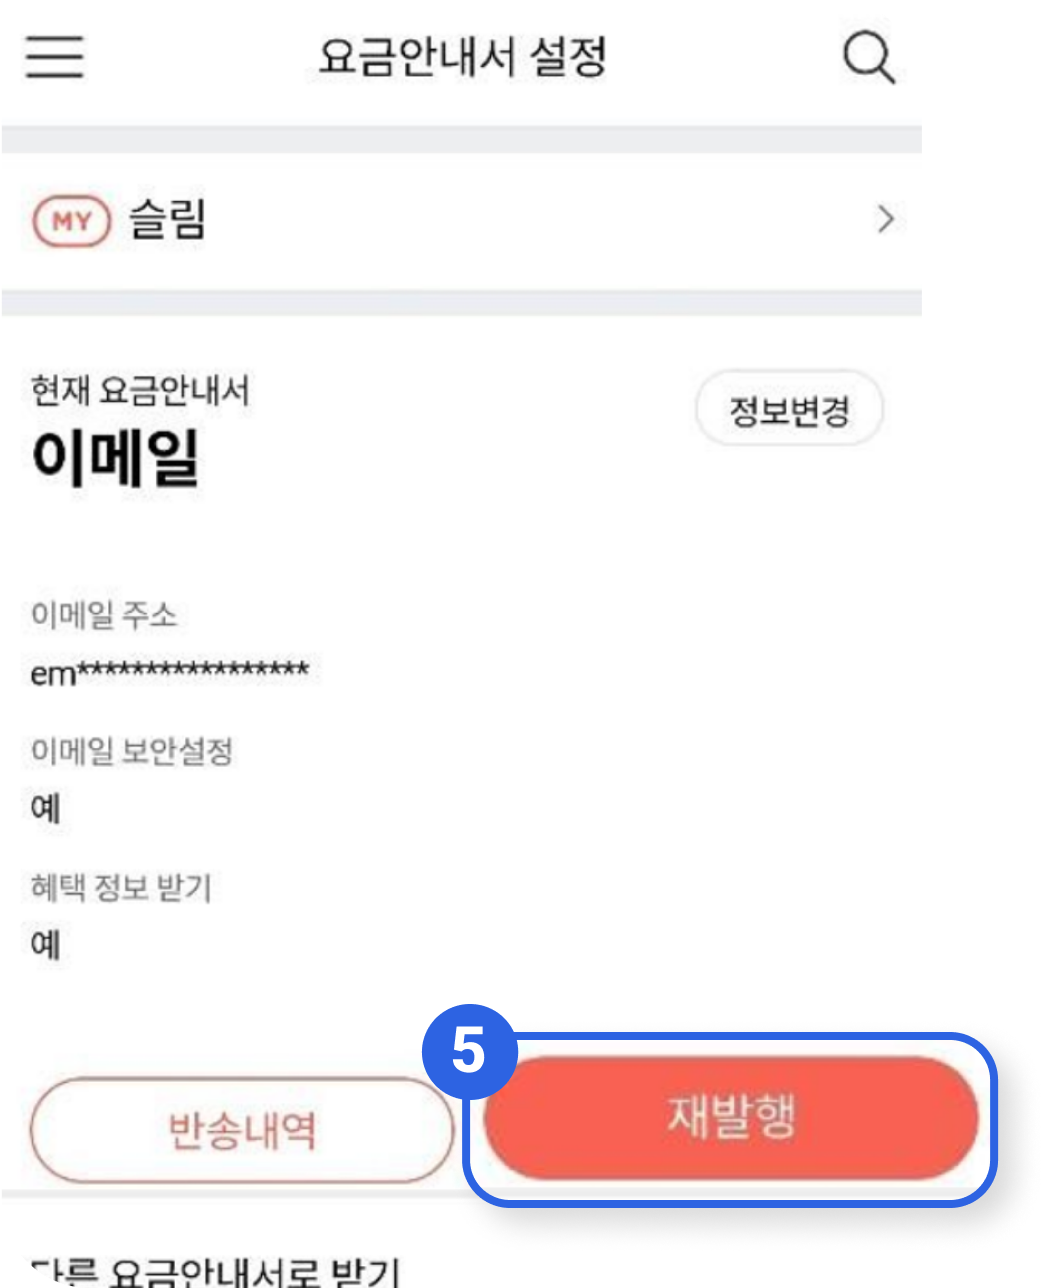 요금안내서 설정
MY 슬림
현재 요금안내서
정보변경
이메일
이메일 주소
em*****************
이메일 보안설정
예
혜택 정보 받기
예
5
반송내역
재발행
다른 요금안내서로 받기